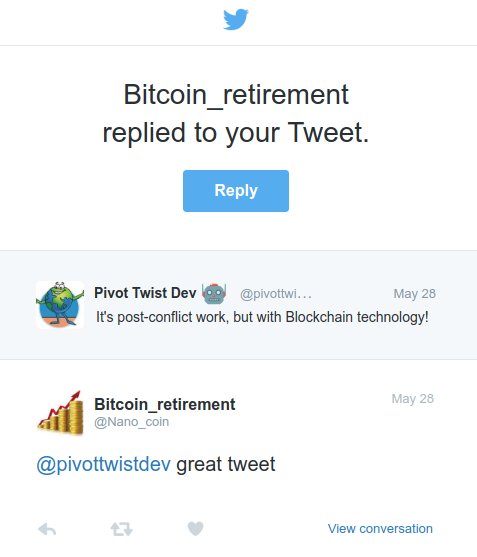 Bitcoin_retirement
replied to your Tweet.
Reply
Pivot Twist Dev @pivottwi... May 28
It's post-conflict work, but with Blockchain technology!
Bitcoin_retirement May 28
@Nano_coin
@pivottwistdev great tweet
View conversation